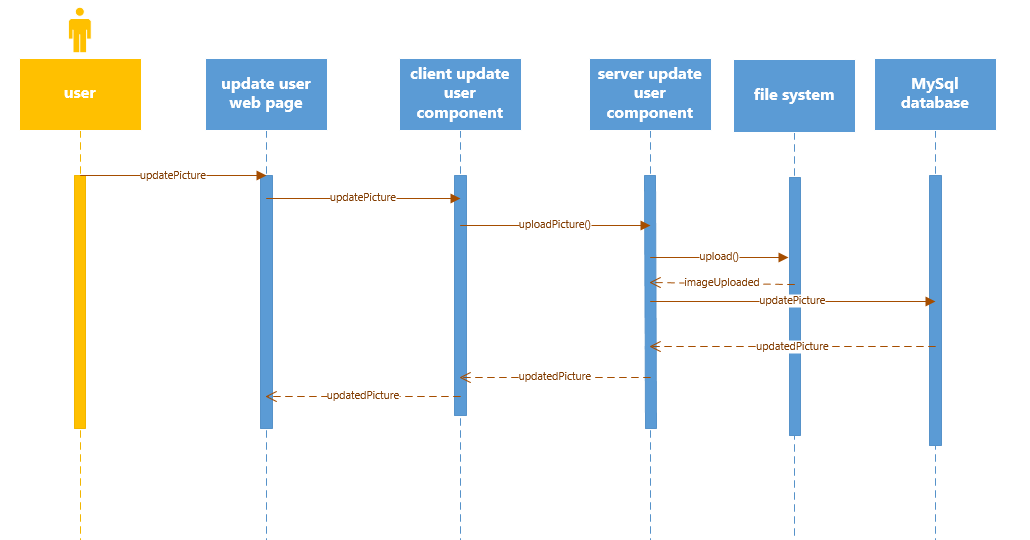 user
update user
web page
client update
user
component
server update
user
component
file system
MySql
database
updatePicture
updatePicture
uploadPicture()
upload()
imageUploaded
updatePicture
updatedPicture
updatedPicture
updatedPicture